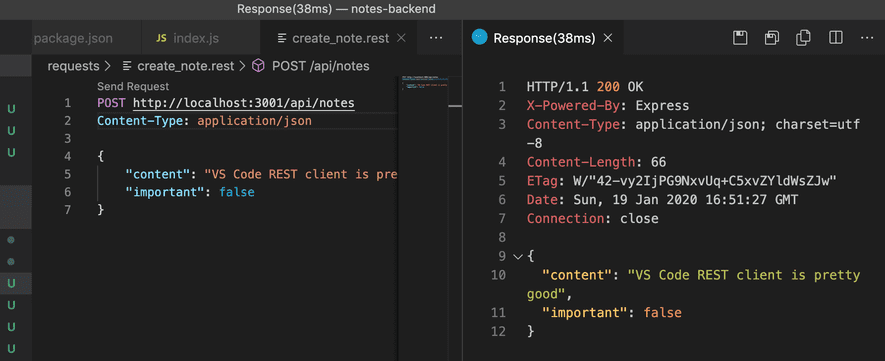 Response(38ms) — notes-backend
package.json
JS index.js
create_note.rest
Response(38ms)
requests > create_note.rest > POST /api/notes
Send Request
1 POST http://localhost:3001/api/notes
2 Content-Type: application/json
3
4 {
5 "content": "VS Code REST client is pre
6 "important": false
7 }
U
U
U
U
U
U
U
1 HTTP/1.1 200 OK
2 X-Powered-By: Express
3 Content-Type: application/json; charset=utf
-8
4 Content-Length: 66
5 ETag: W/"42-vy2IjPG9NxvUq+C5xvZYldWsZJw"
6 Date: Sun, 19 Jan 2020 16:51:27 GMT
7 Connection: close
8
9 {
10 "content": "VS Code REST client is pretty
good",
11 "important": false
12 }